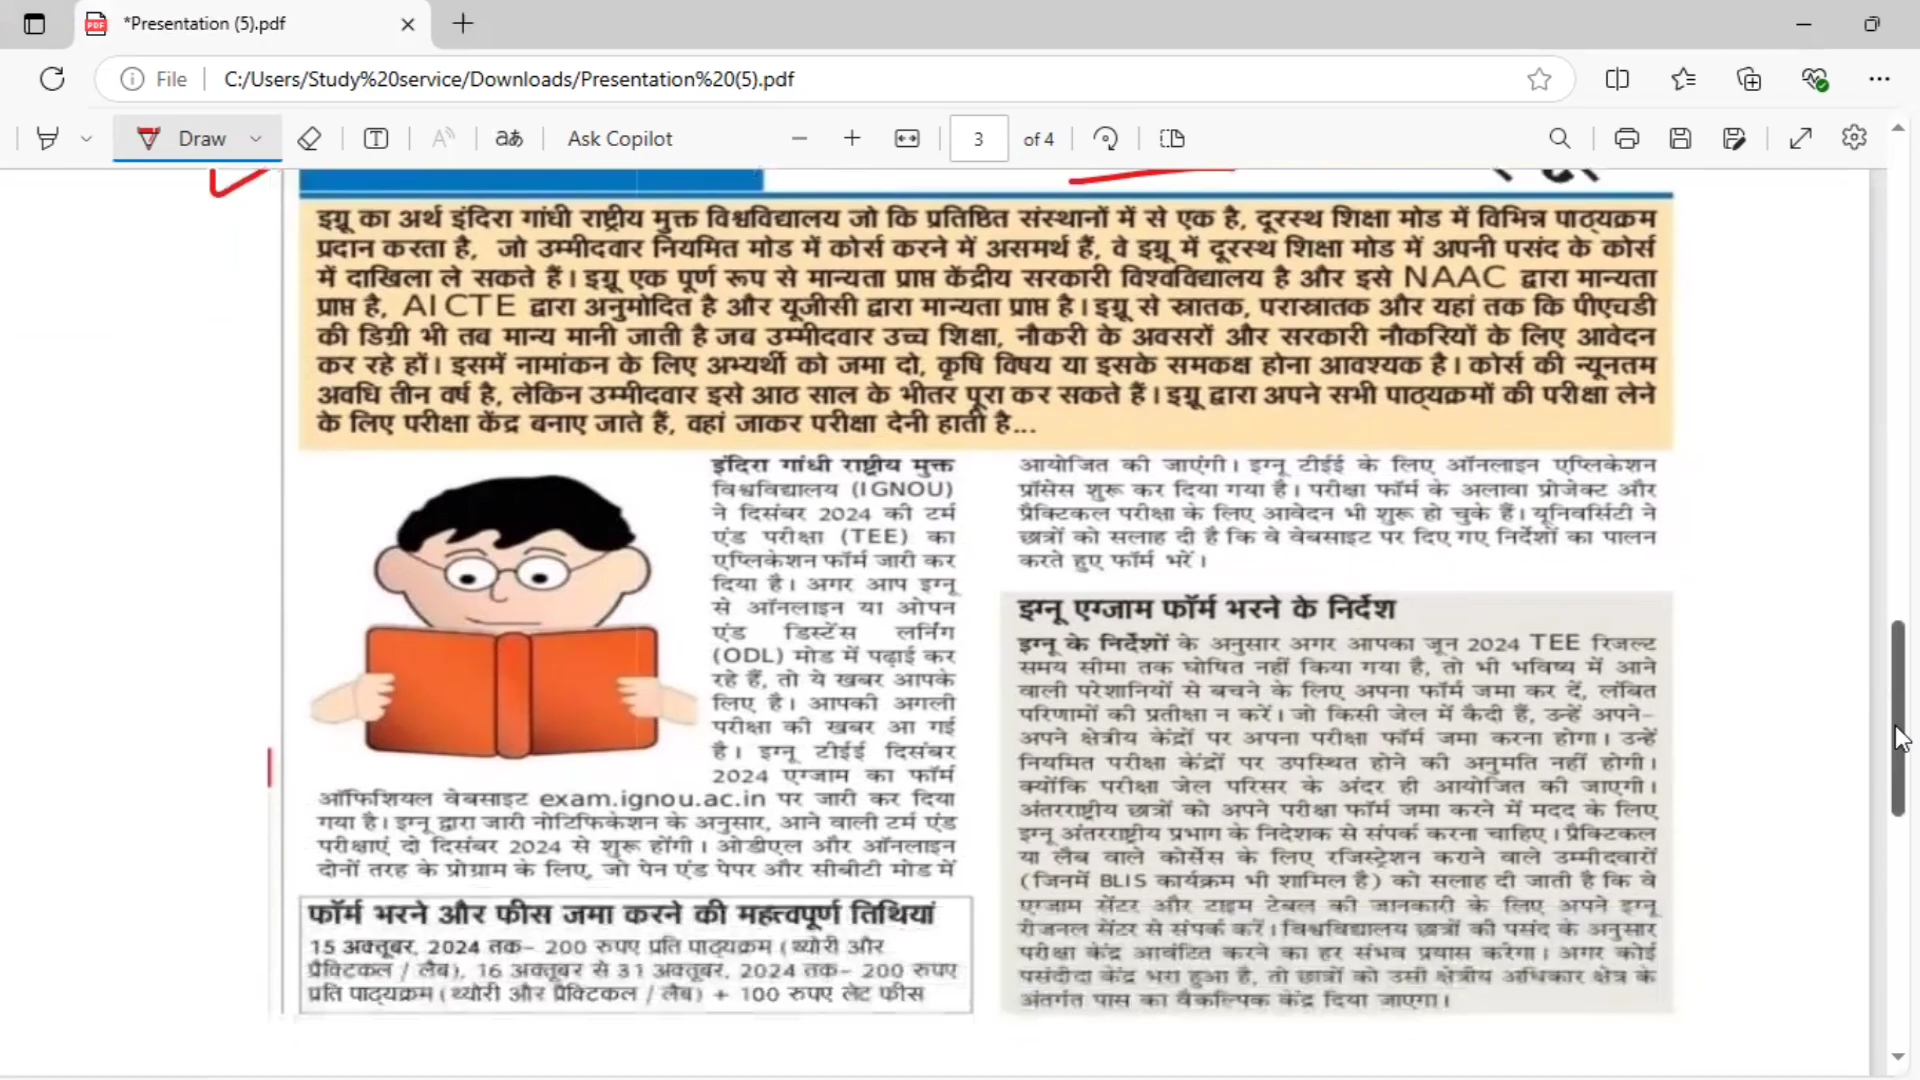 *Presentation (5).pdf
File
C:/Users/Study%20service/Downloads/Presentation%20(5).pdf
Draw
Ask Copilot
3
of 4
इग्नू का अर्थ इंदिरा गांधी राष्ट्रीय मुक्त विश्वविद्यालय जो कि प्रतिष्ठित संस्थानों में से एक है, दूरस्थ शिक्षा मोड में विभिन्न पाठ्यक्रम
प्रदान करता है, जो उम्मीदवार नियमित मोड में कोर्स करने में असमर्थ हैं, वे इग्नू में दूरस्थ शिक्षा मोड में अपनी पसंद के कोर्स
में दाखिला ले सकते हैं। इग्नू एक पूर्ण रूप से मान्यता प्राप्त केंद्रीय सरकारी विश्वविद्यालय है और इसे NAAC द्वारा मान्यता
प्राप्त है, AICTE द्वारा अनुमोदित है और यूजीसी द्वारा मान्यता प्राप्त है। इग्नू से स्नातक, परास्नातक और यहां तक कि पीएचडी
की डिग्री भी तब मान्य मानी जाती है जब उम्मीदवार उच्च शिक्षा, नौकरी के अवसरों और सरकारी नौकरियों के लिए आवेदन
कर रहे हों। इसमें नामांकन के लिए अभ्यर्थी को जमा दो, कृषि विषय या इसके समकक्ष होना आवश्यक है। कोर्स की न्यूनतम
अवधि तीन वर्ष है, लेकिन उम्मीदवार इसे आठ साल के भीतर पूरा कर सकते हैं। इग्नू द्वारा अपने सभी पाठ्यक्रमों की परीक्षा लेने
के लिए परीक्षा केंद्र बनाए जाते हैं, वहां जाकर परीक्षा देनी हाती है...
इंदिरा गांधी राष्ट्रीय मुक्त
विश्वविद्यालय (IGNOU)
ने दिसंबर 2024 की टर्म
एंड परीक्षा (TEE) का
एप्लिकेशन फॉर्म जारी कर
दिया है। अगर आप इग्नू
से ऑनलाइन या ओपन
एंड डिस्टेंस लर्निंग
(ODL) मोड में पढ़ाई कर
रहे हैं, तो ये खबर आपके
लिए है। आपकी अगली
परीक्षा की खबर आ गई
है। इग्नू टीईई दिसंबर
2024 एग्जाम का फॉर्म
ऑफिशियल वेबसाइट exam.ignou.ac.in पर जारी कर दिया
गया है। इग्नू द्वारा जारी नोटिफिकेशन के अनुसार, आने वाली टर्म एंड
परीक्षाएं दो दिसंबर 2024 से शुरू होंगी। ओडीएल और ऑनलाइन
दोनों तरह के प्रोग्राम के लिए, जो पेन एंड पेपर और सीबीटी मोड में
फॉर्म भरने और फीस जमा करने की महत्वपूर्ण तिथियां
15 अक्तूबर, 2024 तक- 200 रुपए प्रति पाठ्यक्रम (थ्योरी और
प्रैक्टिकल / लैब), 16 अक्तूबर से 31 अक्तूबर, 2024 तक- 200 रुपए
प्रति पाठ्यक्रम (थ्योरी और प्रैक्टिकल / लैब) + 100 रुपए लेट फीस
आयोजित की जाएंगी। इग्नू टीईई के लिए ऑनलाइन एप्लिकेशन
प्रॉसेस शुरू कर दिया गया है। परीक्षा फॉर्म के अलावा प्रोजेक्ट और
प्रैक्टिकल परीक्षा के लिए आवेदन भी शुरू हो चुके हैं। यूनिवर्सिटी ने
छात्रों को सलाह दी है कि वे वेबसाइट पर दिए गए निर्देशों का पालन
करते हुए फॉर्म भरें।
इग्नू एग्जाम फॉर्म भरने के निर्देश
इग्नू के निर्देशों के अनुसार अगर आपका जून 2024 TEE रिजल्ट
समय सीमा तक घोषित नहीं किया गया है, तो भी भविष्य में आने
वाली परेशानियों से बचने के लिए अपना फॉर्म जमा कर दें, लंबित
परिणामों की प्रतीक्षा न करें। जो किसी जेल में कैदी हैं, उन्हें अपने-
अपने क्षेत्रीय केंद्रों पर अपना परीक्षा फॉर्म जमा करना होगा। उन्हें
नियमित परीक्षा केंद्रों पर उपस्थित होने की अनुमति नहीं होगी।
क्योंकि परीक्षा जेल परिसर के अंदर ही आयोजित की जाएगी।
अंतरराष्ट्रीय छात्रों को अपने परीक्षा फॉर्म जमा करने में मदद के लिए
इग्नू अंतरराष्ट्रीय प्रभाग के निदेशक से संपर्क करना चाहिए। प्रैक्टिकल
या लैब वाले कोर्सेस के लिए रजिस्ट्रेशन कराने वाले उम्मीदवारों
(जिनमें BLIS कार्यक्रम भी शामिल है) को सलाह दी जाती है कि वे
एग्जाम सेंटर और टाइम टेबल की जानकारी के लिए अपने इग्नू
रीजनल सेंटर से संपर्क करें। विश्वविद्यालय छात्रों की पसंद के अनुसार
परीक्षा केंद्र आवंटित करने का हर संभव प्रयास करेगा। अगर कोई
पसंदीदा केंद्र भरा हुआ है, तो छात्रों को उसी क्षेत्रीय अधिकार क्षेत्र के
अंतर्गत पास का वैकल्पिक केंद्र दिया जाएगा।